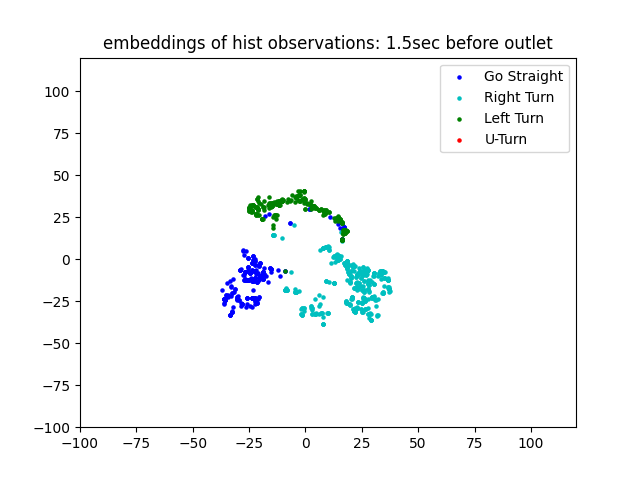 embeddings of hist observations: 1.5sec before outlet
Go Straight
Right Turn
Left Turn
U-Turn
100
75
50
25
0
−25
−50
−75
−100
−100 −75 −50 −25 0 25 50 75 100